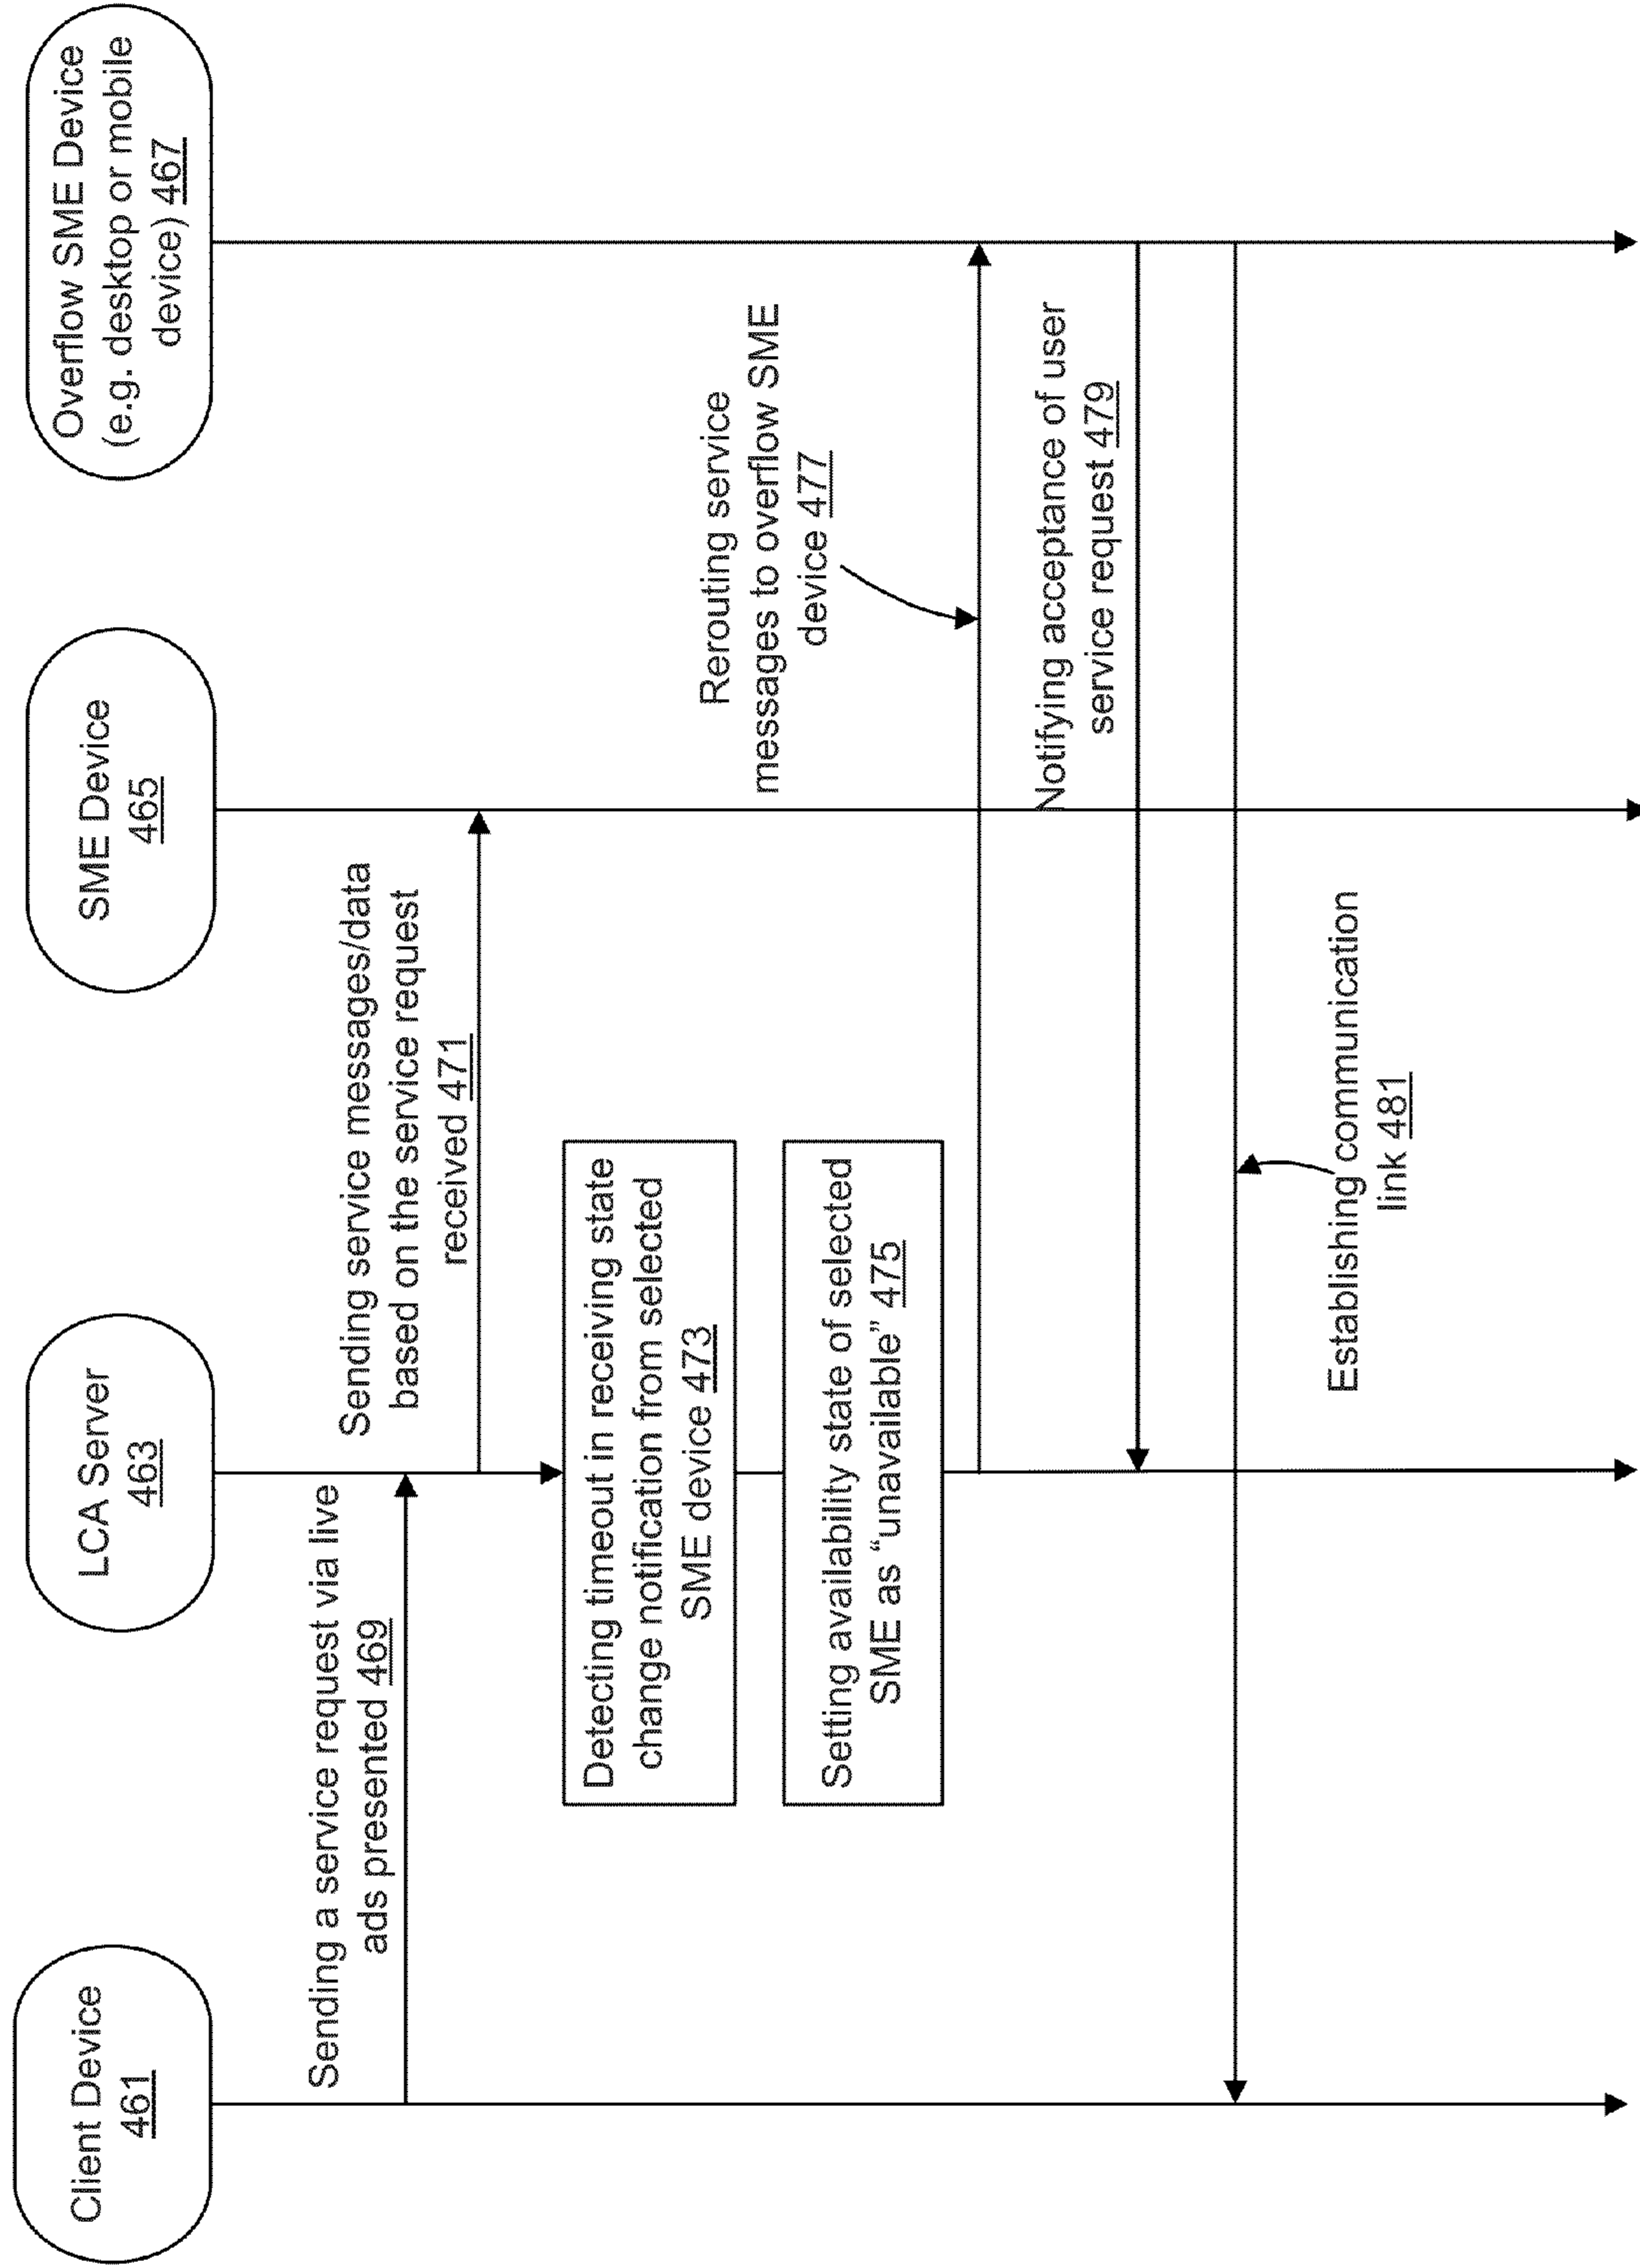 Client Device
461
LCA Server
463
SME Device
465
Overflow SME Device
(e.g. desktop or mobile
device) 467
Sending a service request via live
ads presented 469
Sending service messages/data
based on the service request
received 471
Detecting timeout in receiving state
change notification from selected
SME device 473
Setting availability state of selected
SME as “unavailable” 475
Rerouting service
messages to overflow SME
device 477
Notifying acceptance of user
service request 479
Establishing communication
link 481